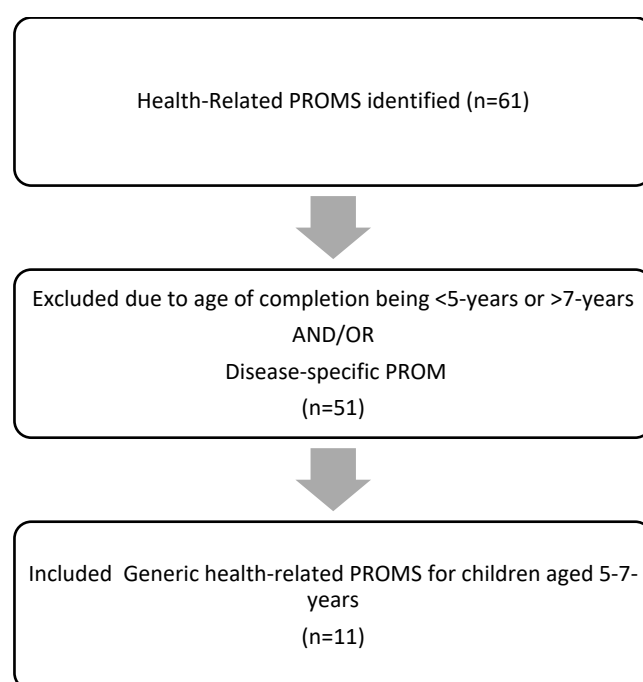 Health-Related PROMS identified (n=61)
Excluded due to age of completion being <5-years or >7-years
AND/OR
Disease-specific PROM
(n=51)
Included  Generic health-related PROMS for children aged 5-7-
years
(n=11)